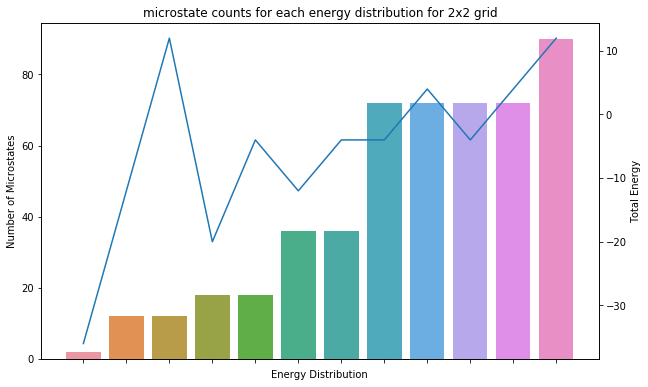 microstate counts for each energy distribution for 2x2 grid
Number of Microstates
80
60
40
20
0
10
0
−10
−20
−30
Total Energy
Energy Distribution